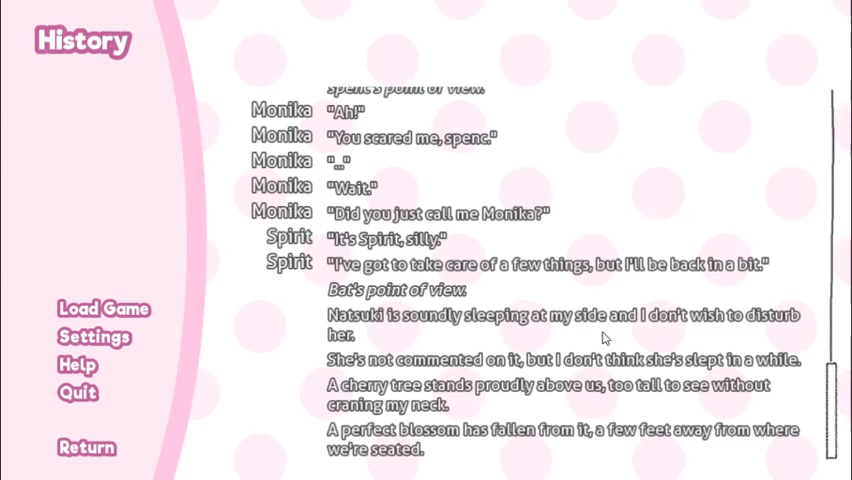 History
Spenc's point of view.
Monika "Ah!"
Monika "You scared me, spenc."
Monika "..."
Monika "Wait."
Monika "Did you just call me Monika?"
Spirit "It's Spirit, silly."
Spirit "I've got to take care of a few things, but I'll be back in a bit."
Bat's point of view.
Natsuki is soundly sleeping at my side and I don't wish to disturb
her.
She's not commented on it, but I don't think she's slept in a while.
A cherry tree stands proudly above us, too tall to see without
craning my neck.
A perfect blossom has fallen from it, a few feet away from where
we're seated.
Load Game
Settings
Help
Quit
Return